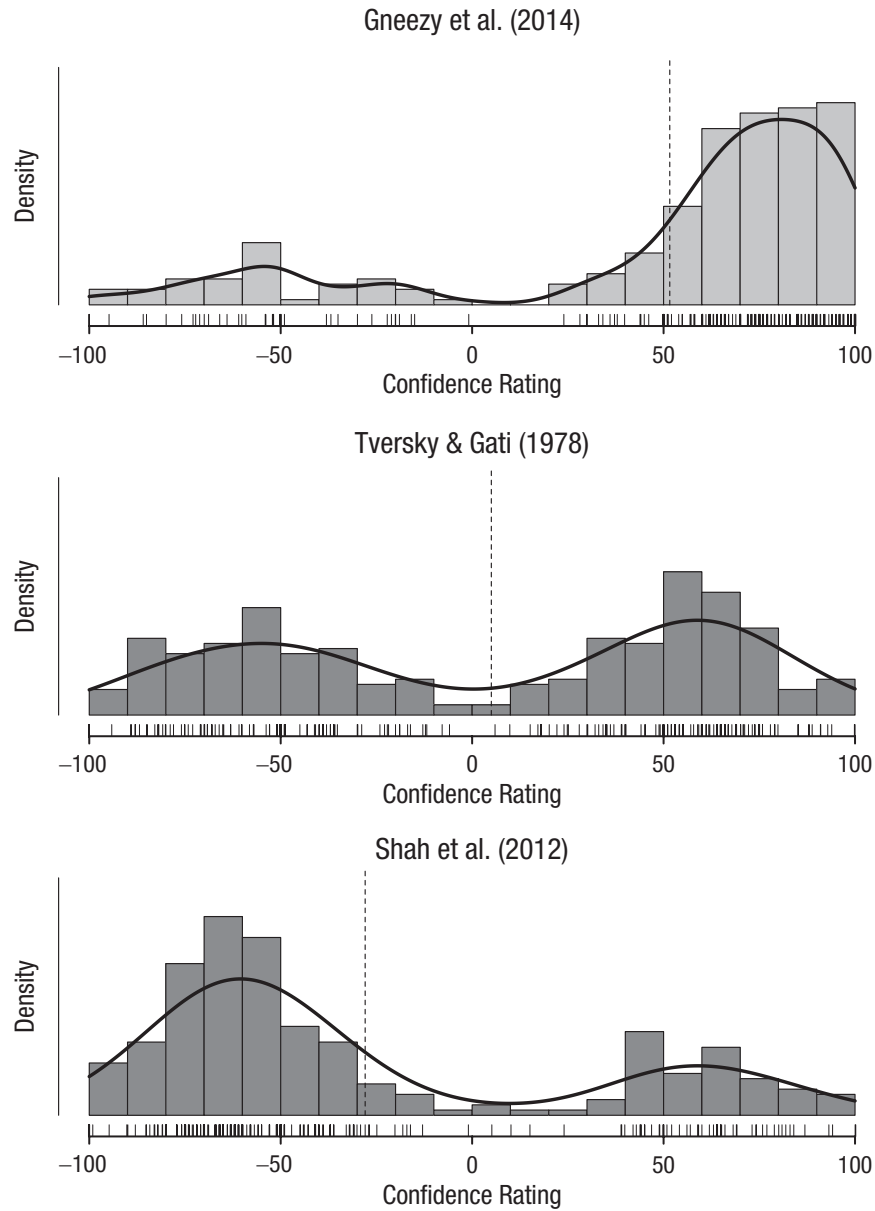 Gneezy et al. (2014)
Density
−100 −50 0 50 100
Confidence Rating
Tversky & Gati (1978)
Density
−100 −50 0 50 100
Confidence Rating
Shah et al. (2012)
Density
−100 −50 0 50 100
Confidence Rating